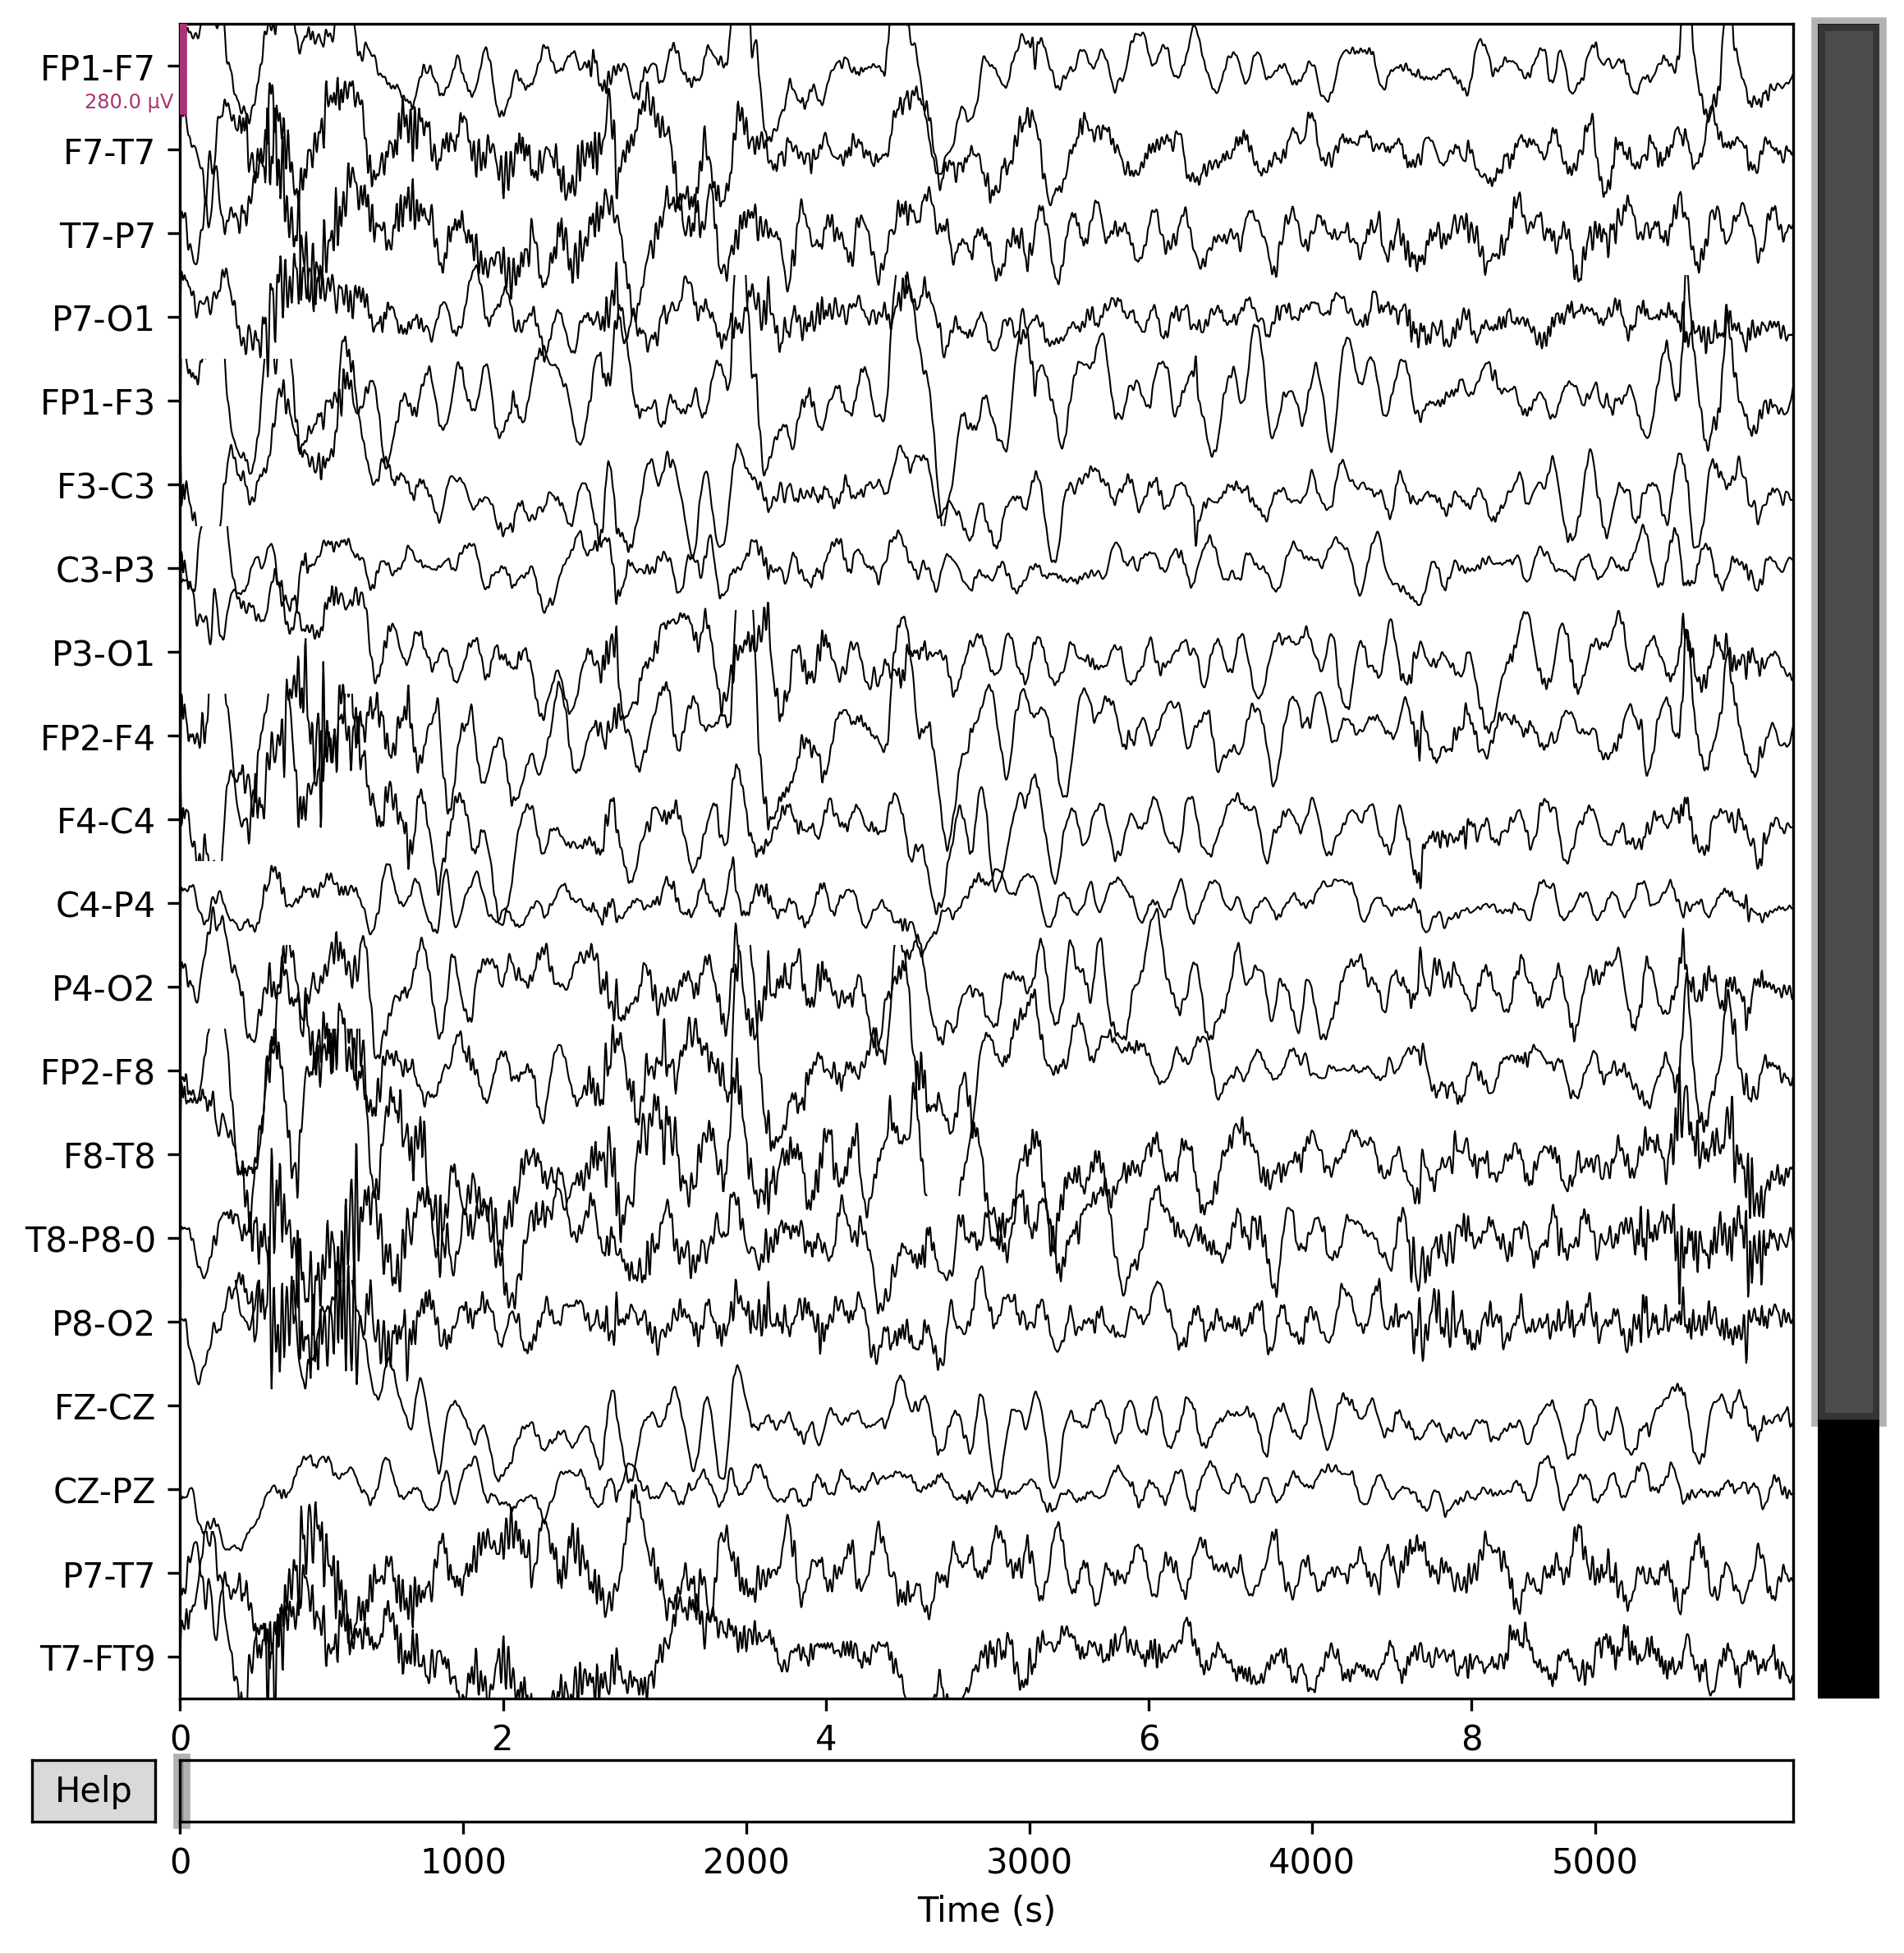 FP1-F7
280.0 µV
F7-T7
T7-P7
P7-O1
FP1-F3
F3-C3
C3-P3
P3-O1
FP2-F4
F4-C4
C4-P4
P4-O2
FP2-F8
F8-T8
T8-P8-0
P8-O2
FZ-CZ
CZ-PZ
P7-T7
T7-FT9
0 2 4 6 8
Help
0 1000 2000 3000 4000 5000
Time (s)